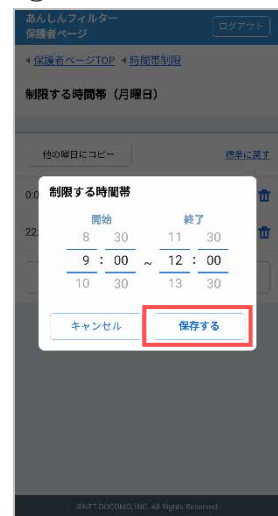 あんしんフィルター
保護者ページ
ログアウト
保護者ページTOP
時間帯制限
制限する時間帯（月曜日）
他の曜日にコピー
標準に戻す
0:0
22:
制限する時間帯
開始 終了
8 30 11 30
9 : 00 ~ 12 : 00
10 30 13 30
キャンセル
保存する
©NTT DOCOMO, INC. All Rights Reserved.